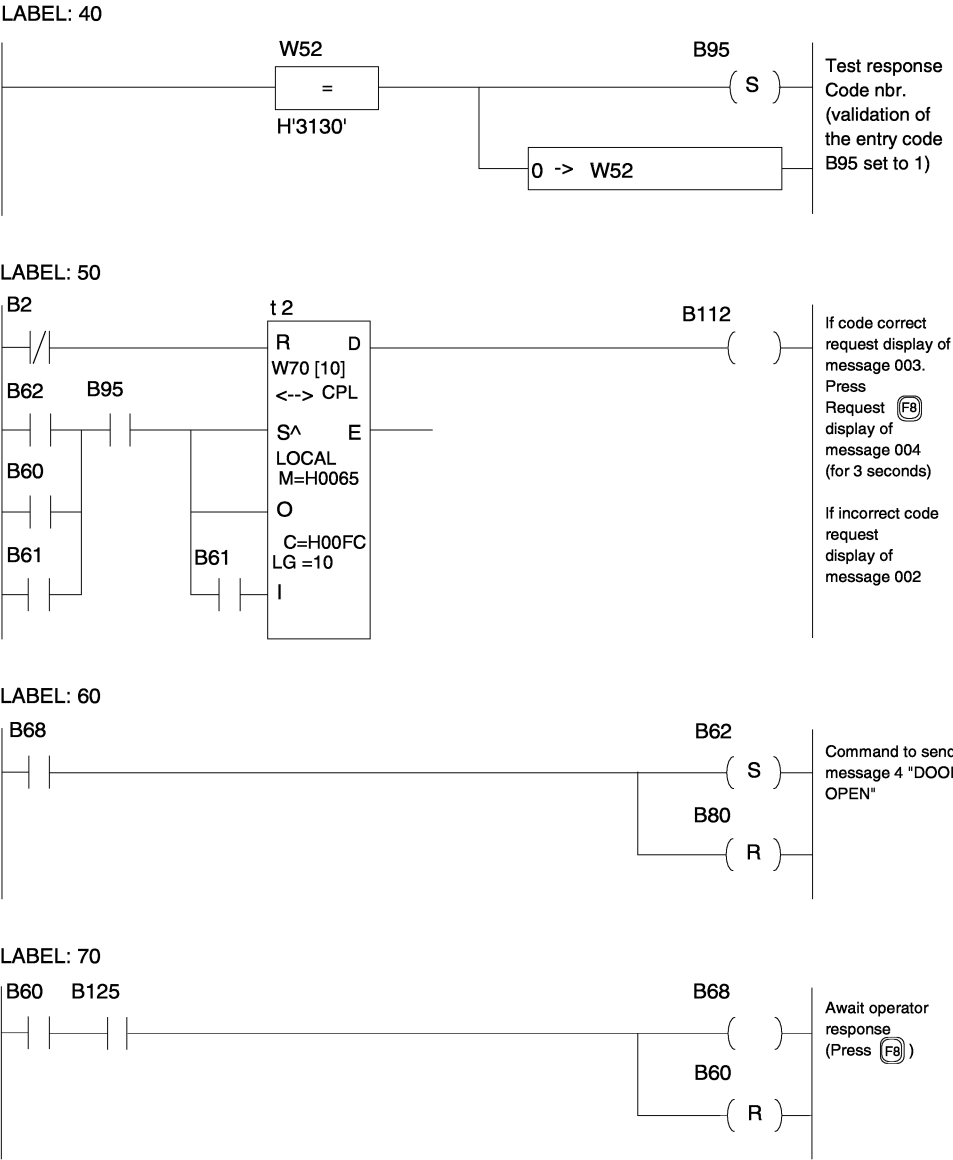 LABEL: 40
W52
B95
=
S
H'3130'
0 -> W52
Test response
Code nbr.
(validation of
the entry code
B95 set to 1)
LABEL: 50
B2
t 2
B112
R D
W70 [10]
<--> CPL
B62
B95
S^ E
LOCAL
M=H0065
B60
O
C=H00FC
B61
B61
LG =10
I
If code correct
request display of
message 003.
Press
Request F8
display of
message 004
(for 3 seconds)
If incorrect code
request
display of
message 002
LABEL: 60
B68
B62
S
B80
R
Command to send
message 4 "DOO
OPEN"
LABEL: 70
B60 B125
B68
B60
R
Await operator
response
(Press F8 )